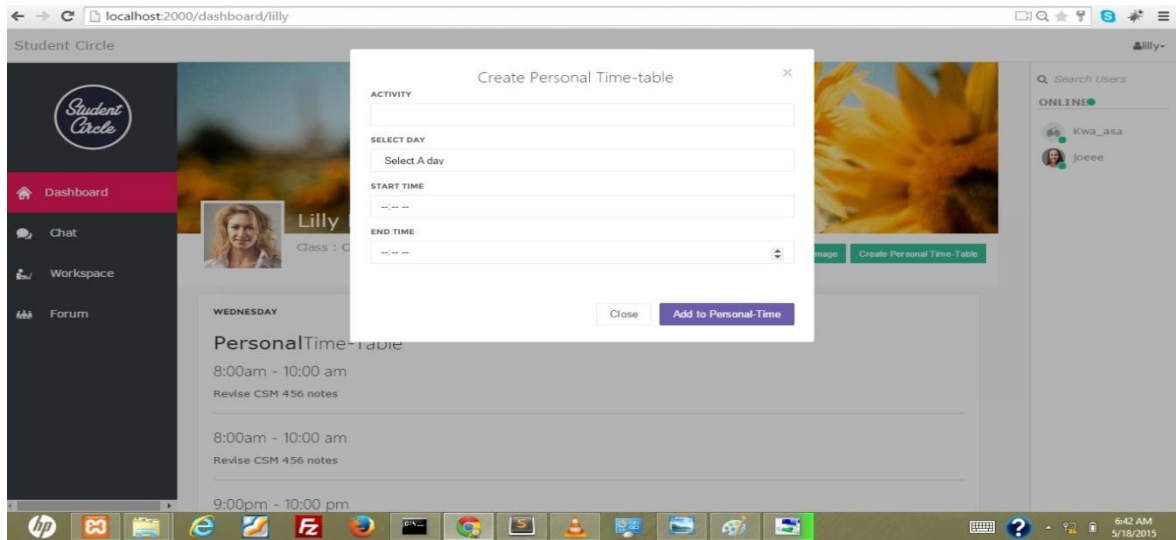 localhost:2000/dashboard/lilly
Student Circle
lilly
Student
Circle
Dashboard
Chat
Workspace
Forum
Lilly
Class : C
Create Personal Time-table
×
ACTIVITY
SELECT DAY
Select A day
START TIME
--:-- --
END TIME
--:-- --
Close
Add to Personal-Time
mage
Create Personal Time-Table
WEDNESDAY
PersonalTime-Table
8:00am - 10:00 am
Revise CSM 456 notes
8:00am - 10:00 am
Revise CSM 456 notes
9:00pm - 10:00 pm
Search Users
ONLINE
Kwa_asa
joeee
hp
Fz
S
6:42 AM
5/18/2015